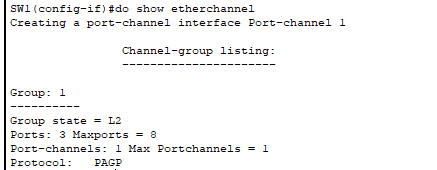 SW1(config-if)#do show etherchannel
Creating a port-channel interface Port-channel 1
Channel-group listing:
----------------------
Group: 1
----------
Group state = L2
Ports: 3 Maxports = 8
Port-channels: 1 Max Portchannels = 1
Protocol: PAGP